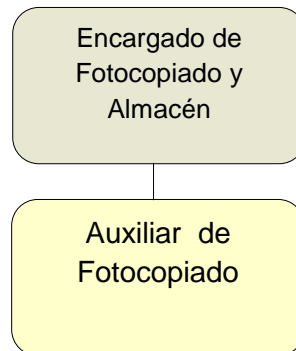 Encargado de
Fotocopiado y
Almacén
Auxiliar de
Fotocopiado